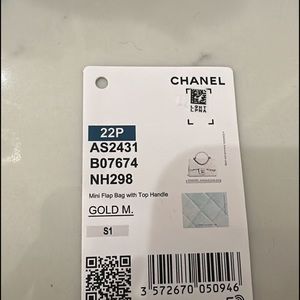 CHANEL
22P
AS2431
B07674
NH298
Mini Flap Bag with Top Handle
GOLD M.
S1
3 572670 050946